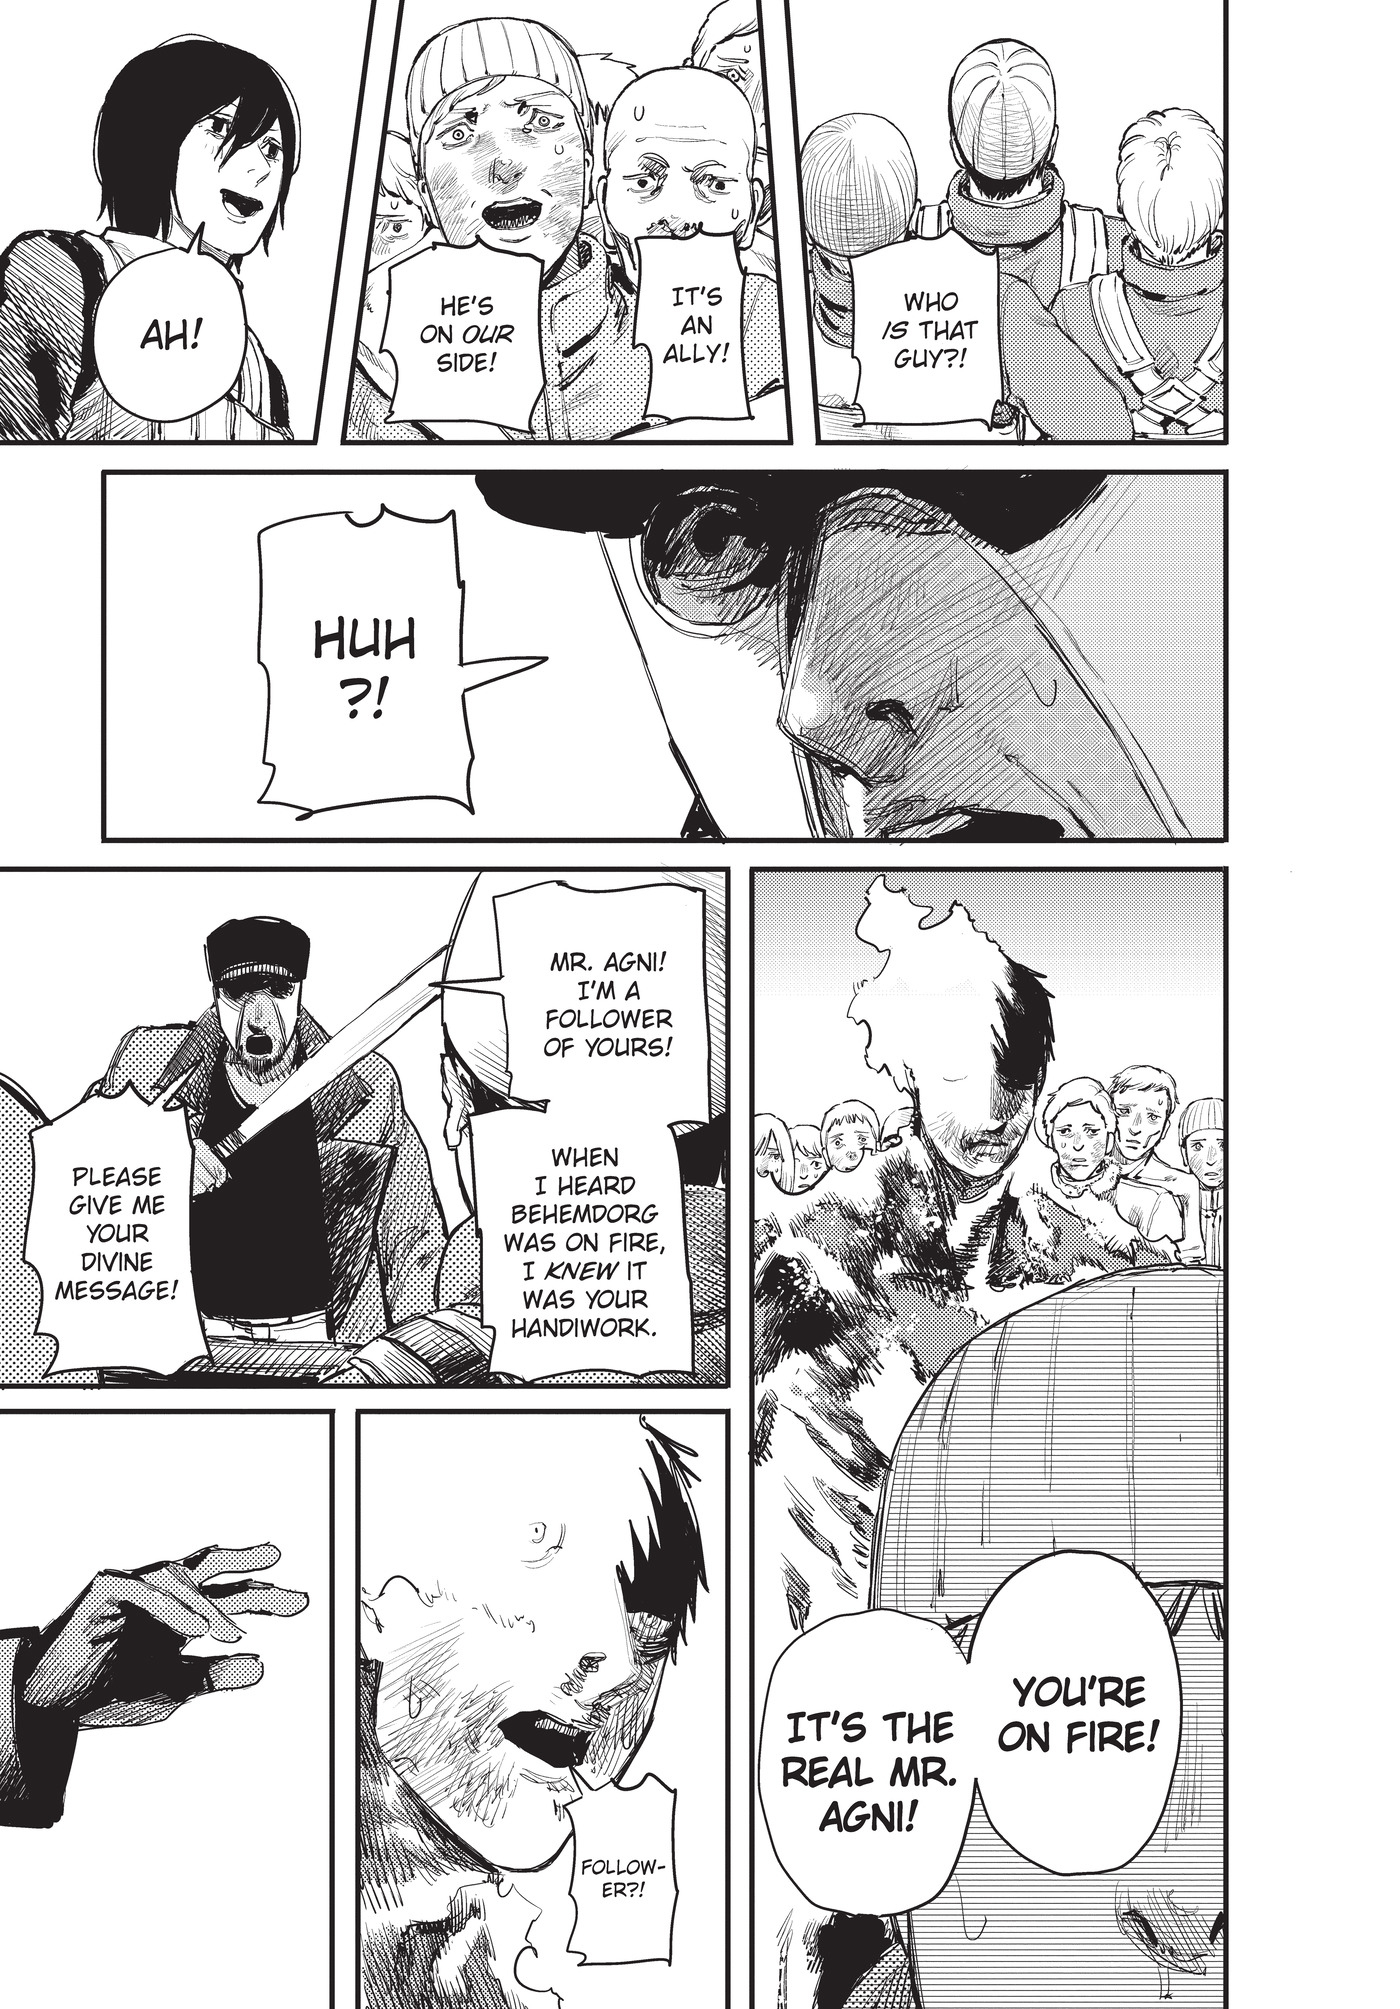 WHO
IS THAT
GUY?!
IT'S
AN
ALLY!
HE'S
ON OUR
SIDE!
AH!
HUH
?!
YOU'RE
ON FIRE!
IT'S THE
REAL MR.
AGNI!
MR. AGNI!
I'M A
FOLLOWER
OF YOURS!
WHEN
I HEARD
BEHEMDORG
WAS ON FIRE,
I KNEW IT
WAS YOUR
HANDIWORK.
PLEASE
GIVE ME
YOUR
DIVINE
MESSAGE!
FOLLOW-
ER?!